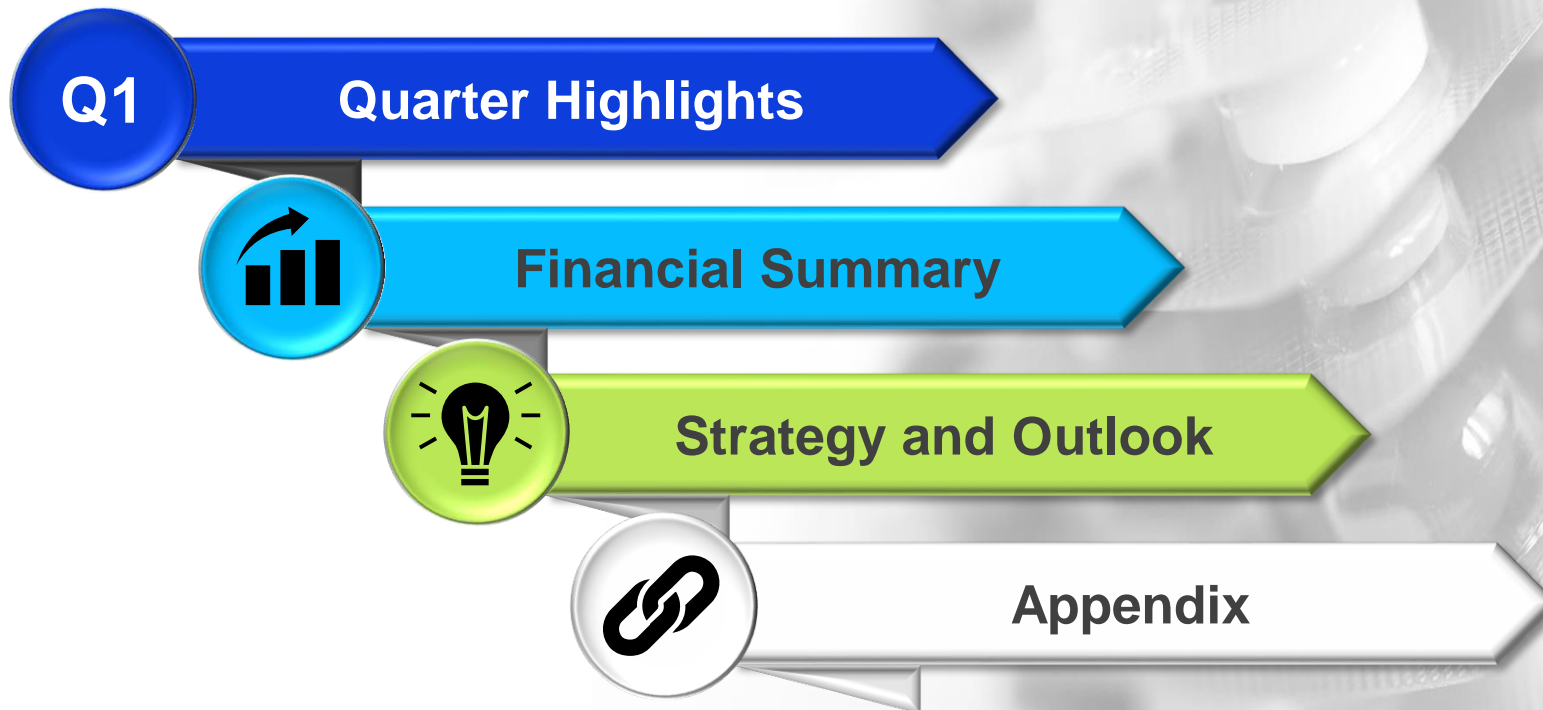 Q1
Quarter Highlights
Financial Summary
Strategy and Outlook
Appendix